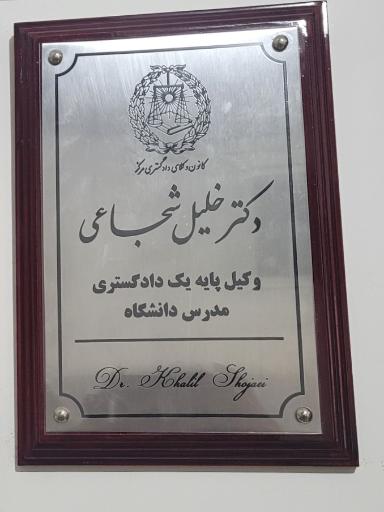 کانون وکلای دادگستری مرکز
دکتر خلیل شجاعی
وکیل پایه یک دادگستری
مدرس دانشگاه
Dr. Khalil Shojaei